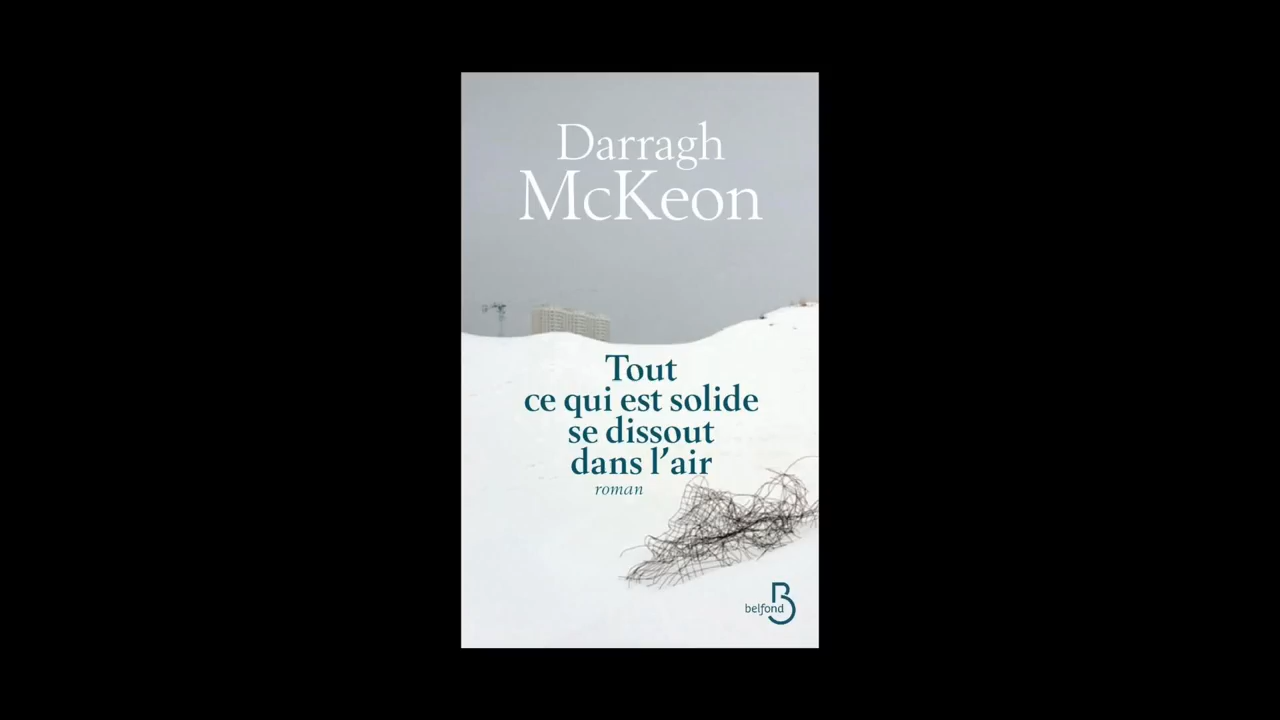 Darragh
McKeon
Tout
ce qui est solide
se dissout
dans l’air
roman
belfond